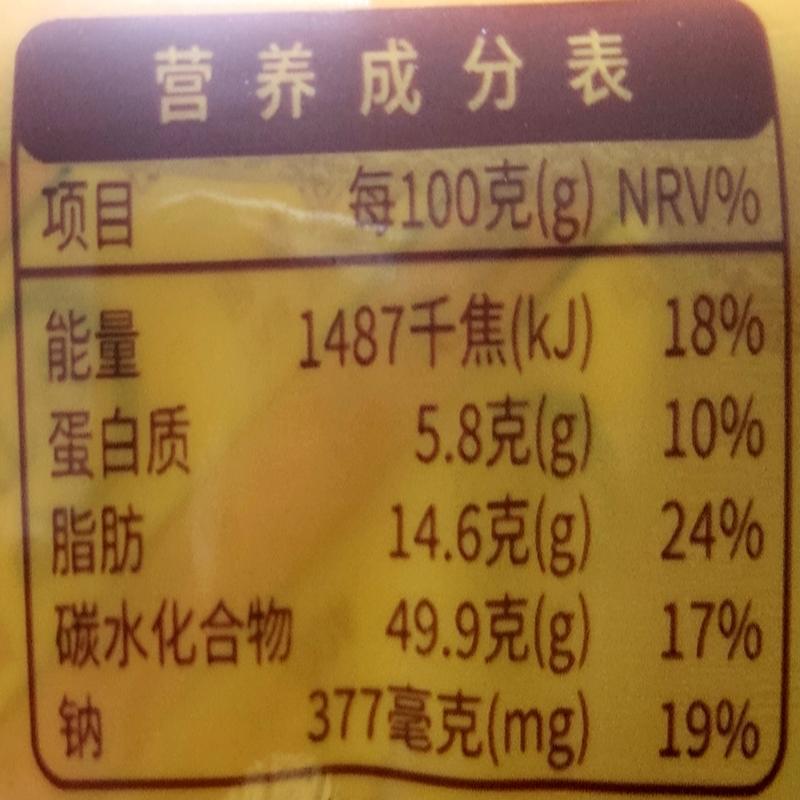 营养成分表
项目 每100克(g) NRV%
能量 1487千焦(kJ) 18%
蛋白质 5.8克(g) 10%
脂肪 14.6克(g) 24%
碳水化合物 49.9克(g) 17%
钠 377毫克(mg) 19%